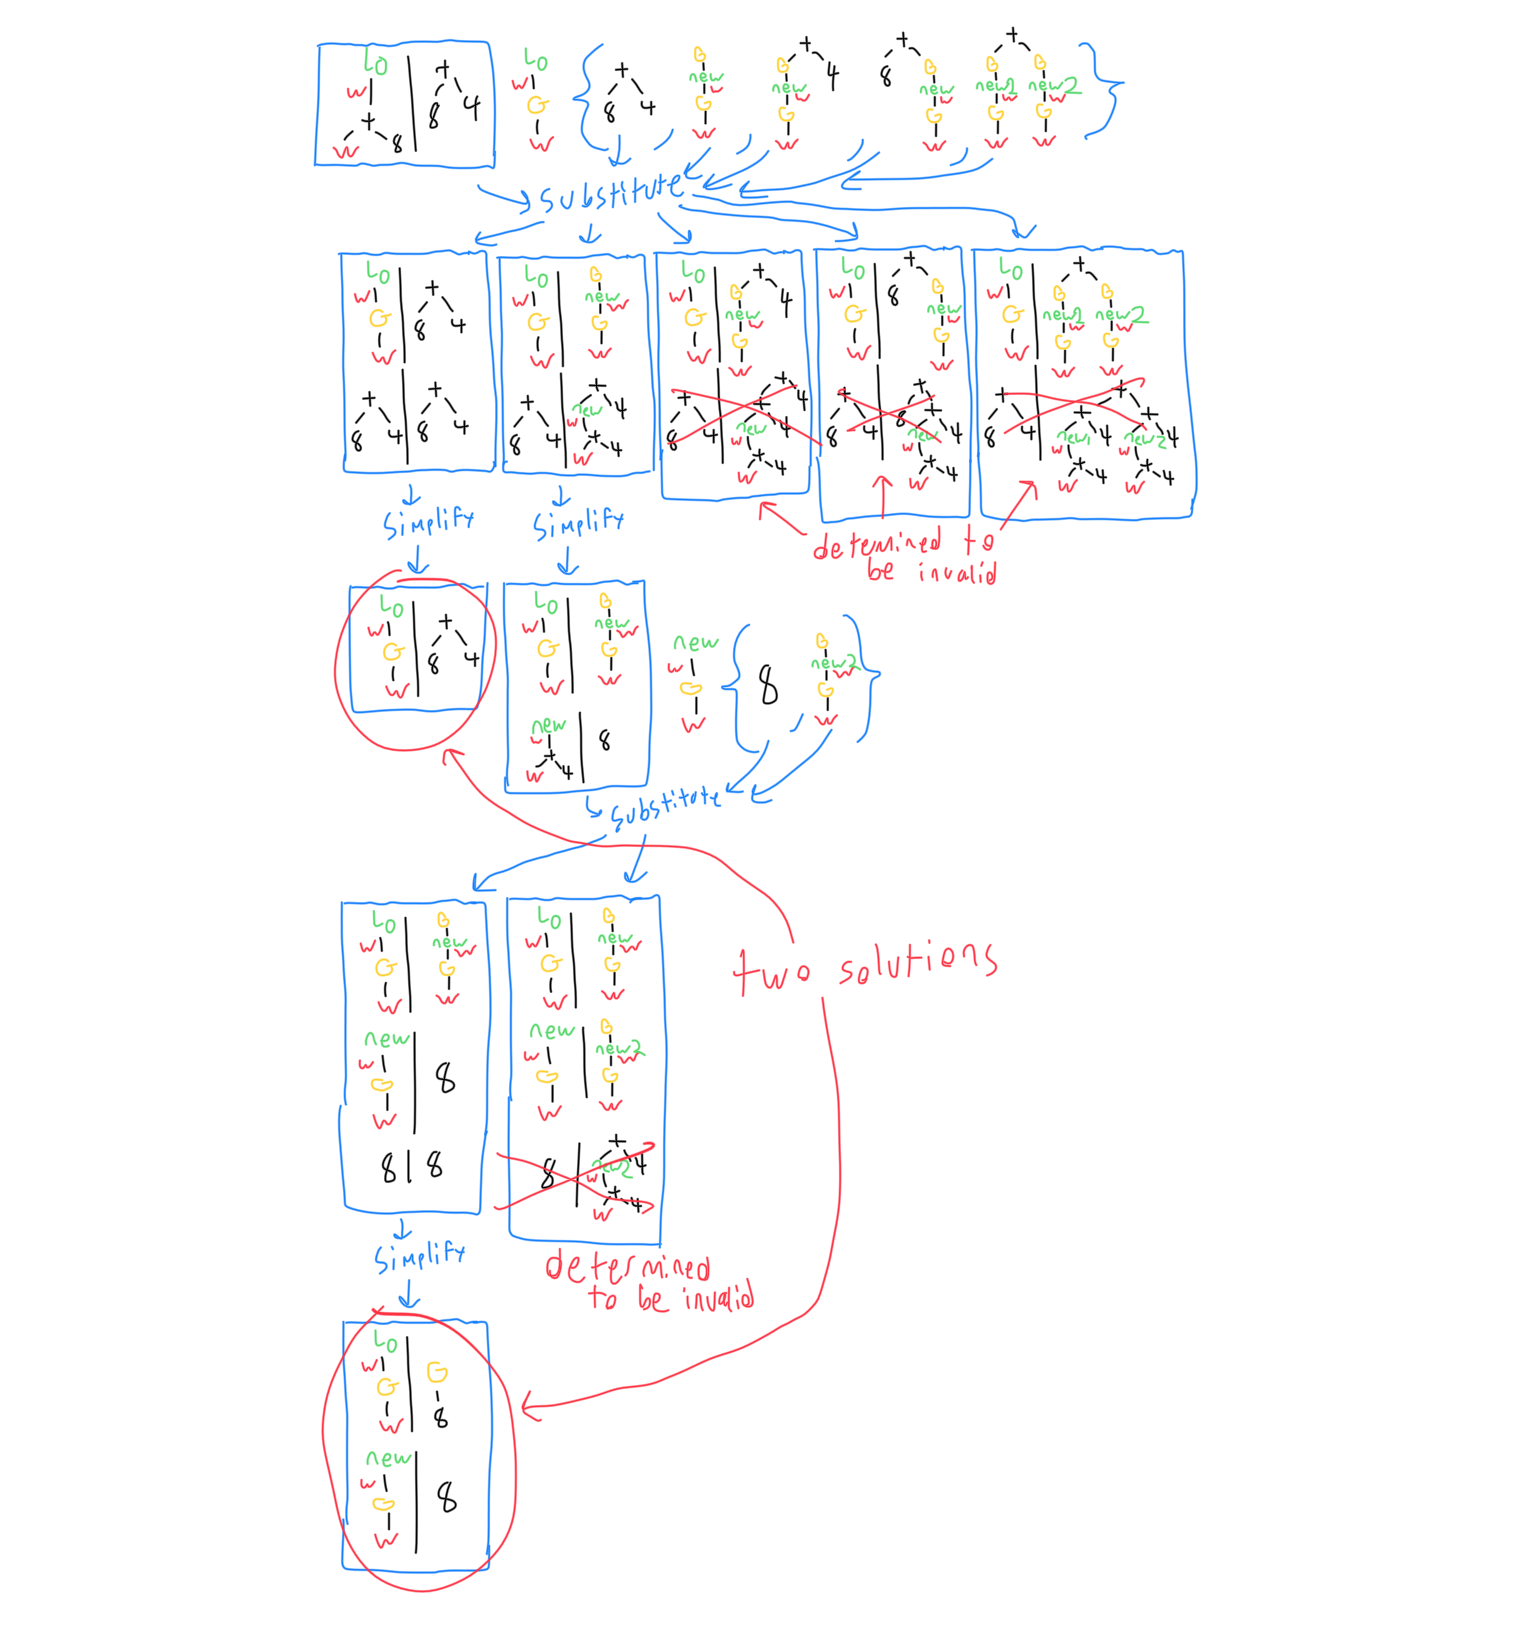 LO + LO + + +
w 8 4 w 8 4 B new w G w B new w G w 4 8 B new w G w B new1 w G w B new2 w G w
+ w 8 G w
substitute
LO + LO B LO + LO + LO +
w G w 8 4 w G w new w G w w G w B new w G w 4 w G w 8 B new w G w w G w B new1 w G w B new2 w G w
+ 8 4 + 8 4 + 8 4 + new w + w 4 4 + 8 4 + + new w + w 4 4 4 + 8 4 + 8 + new w + w 4 4 + 8 4 + + new1 w + w 4 4 + new2 w + w 4 4
simplify simplify
determined to
be invalid
LO + LO B new
w G w 8 4 w G w new w G w w G w 8 B new2 w G w
new w + w 4 8
substitute
LO B LO B
w G w new w G w w G w new w G w
two solutions
new 8 new B
w G w w G w new2 w G w
8 8 8 + new2 w + w 4 4
simplify
determined
to be invalid
LO G
w G w 8
new 8
w G w